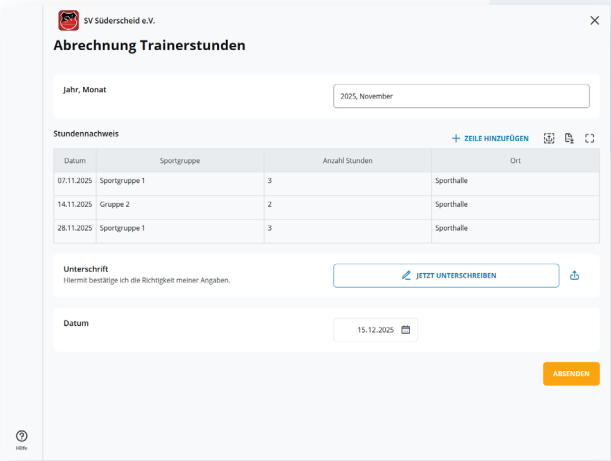 SV Süderscheid e.V.
Abrechnung Trainerstunden
Jahr, Monat
2025, November
Stundennachweis
ZEILE HINZUFÜGEN
Datum Sportgruppe Anzahl Stunden Ort
07.11.2025 Sportgruppe 1 3 Sporthalle
14.11.2025 Gruppe 2 2 Sporthalle
28.11.2025 Sportgruppe 1 3 Sporthalle
Unterschrift
Hiermit bestätige ich die Richtigkeit meiner Angaben.
JETZT UNTERSCHREIBEN
Datum
15.12.2025
ABSENDEN
Hilfe